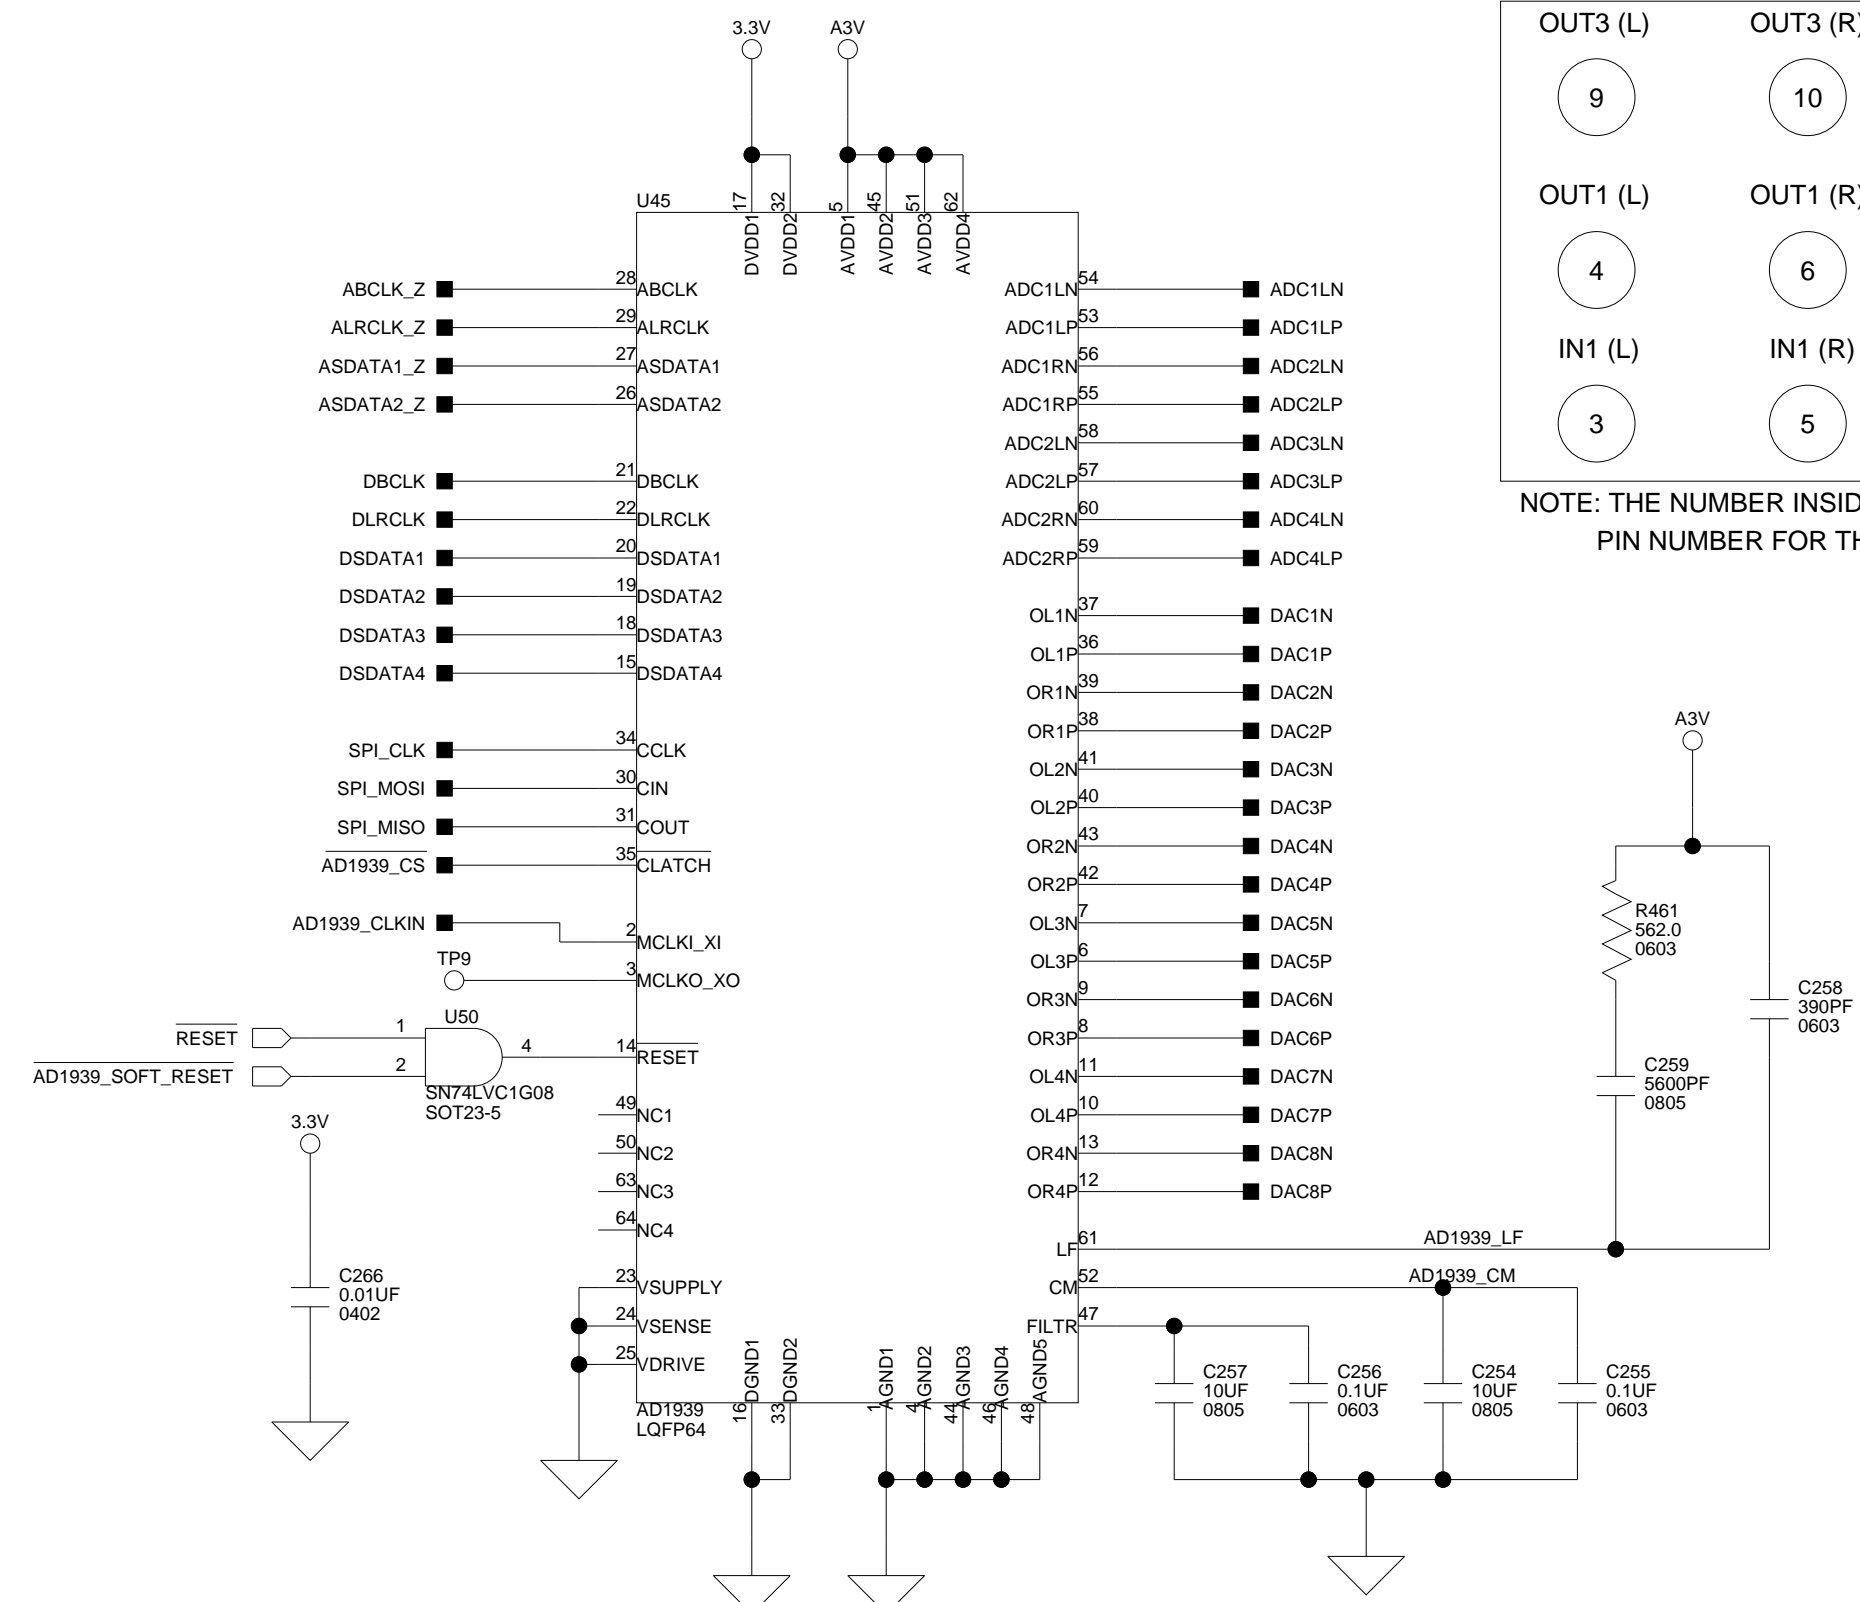 3.3V
A3V
OUT3 (L)
9
10
OUT1 (L)
4
6
IN1 (L)
IN1 (R)
3
5
NOTE: THE NUMBER
PIN NUMBER FOR
U45
17
32
5
45
51
62
DVDD1
DVDD2
AVDD1
AVDD2
AVDD3
AVDD4
ABCLK_Z
28
ABCLK
ALRCLK_Z
29
ALRCLK
ASDATA1_Z
27
ASDATA1
ASDATA2_Z
26
ASDATA2
DBCLK
21
DBCLK
DLRCLK
22
DLRCLK
DSDATA1
20
DSDATA1
DSDATA2
19
DSDATA2
DSDATA3
18
DSDATA3
DSDATA4
15
DSDATA4
SPI_CLK
34
CCLK
SPI_MOSI
30
CIN
SPI_MISO
31
COUT
AD1939_CS
35
CLATCH
AD1939_CLKIN
2
MCLKI_XI
TP9
3
MCLKO_XO
RESET
1
U50
4
14
RESET
AD1939_SOFT_RESET
2
SN74LVC1G08
SOT23-5
49
NC1
50
NC2
63
NC3
64
NC4
3.3V
C266
0.01UF
0402
23
VSUPPLY
24
VSENSE
25
VDRIVE
ADC1LN
54
ADC1LN
ADC1LP
53
ADC1LP
ADC1RN
56
ADC2LN
ADC1RP
55
ADC2LP
ADC2LN
58
ADC3LN
ADC2LP
57
ADC3LP
ADC2RN
60
ADC4LN
ADC2RP
59
ADC4LP
OL1N
37
DAC1N
OL1P
36
DAC1P
OR1N
39
DAC2N
OR1P
38
DAC2P
OL2N
41
DAC3N
OL2P
40
DAC3P
OR2N
43
DAC4N
OR2P
42
DAC4P
OL3N
7
DAC5N
OL3P
6
DAC5P
OR3N
9
DAC6N
OR3P
8
DAC6P
OL4N
11
DAC7N
OL4P
10
DAC7P
OR4N
13
DAC8N
OR4P
12
DAC8P
LF
61
AD1939_LF
CM
52
AD1939_CM
FILTR
47
A3V
R461
562.0
0603
C258
390PF
0603
C259
5600PF
0805
C257
10UF
0805
C256
0.1UF
0603
C254
10UF
0805
C255
0.1UF
0603
DGND1
DGND2
AGND1
AGND2
AGND3
AGND4
AGND5
AD1939
LQFP64
16
33
1
4
44
46
48